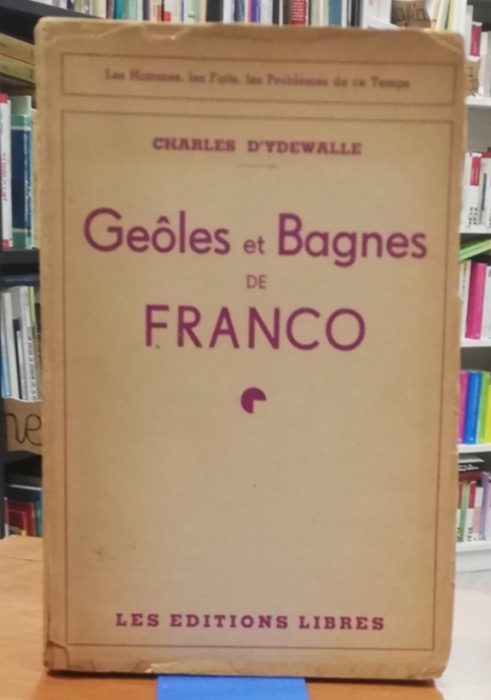 Les Hommes, les Faits, les Problèmes de ce Temps
CHARLES D'YDEWALLE
Geôles et Bagnes
DE
FRANCO
LES EDITIONS LIBRES